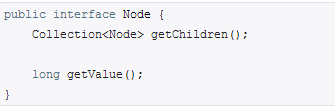 public interface Node {
    Collection<Node> getChildren();

    long getValue();
}